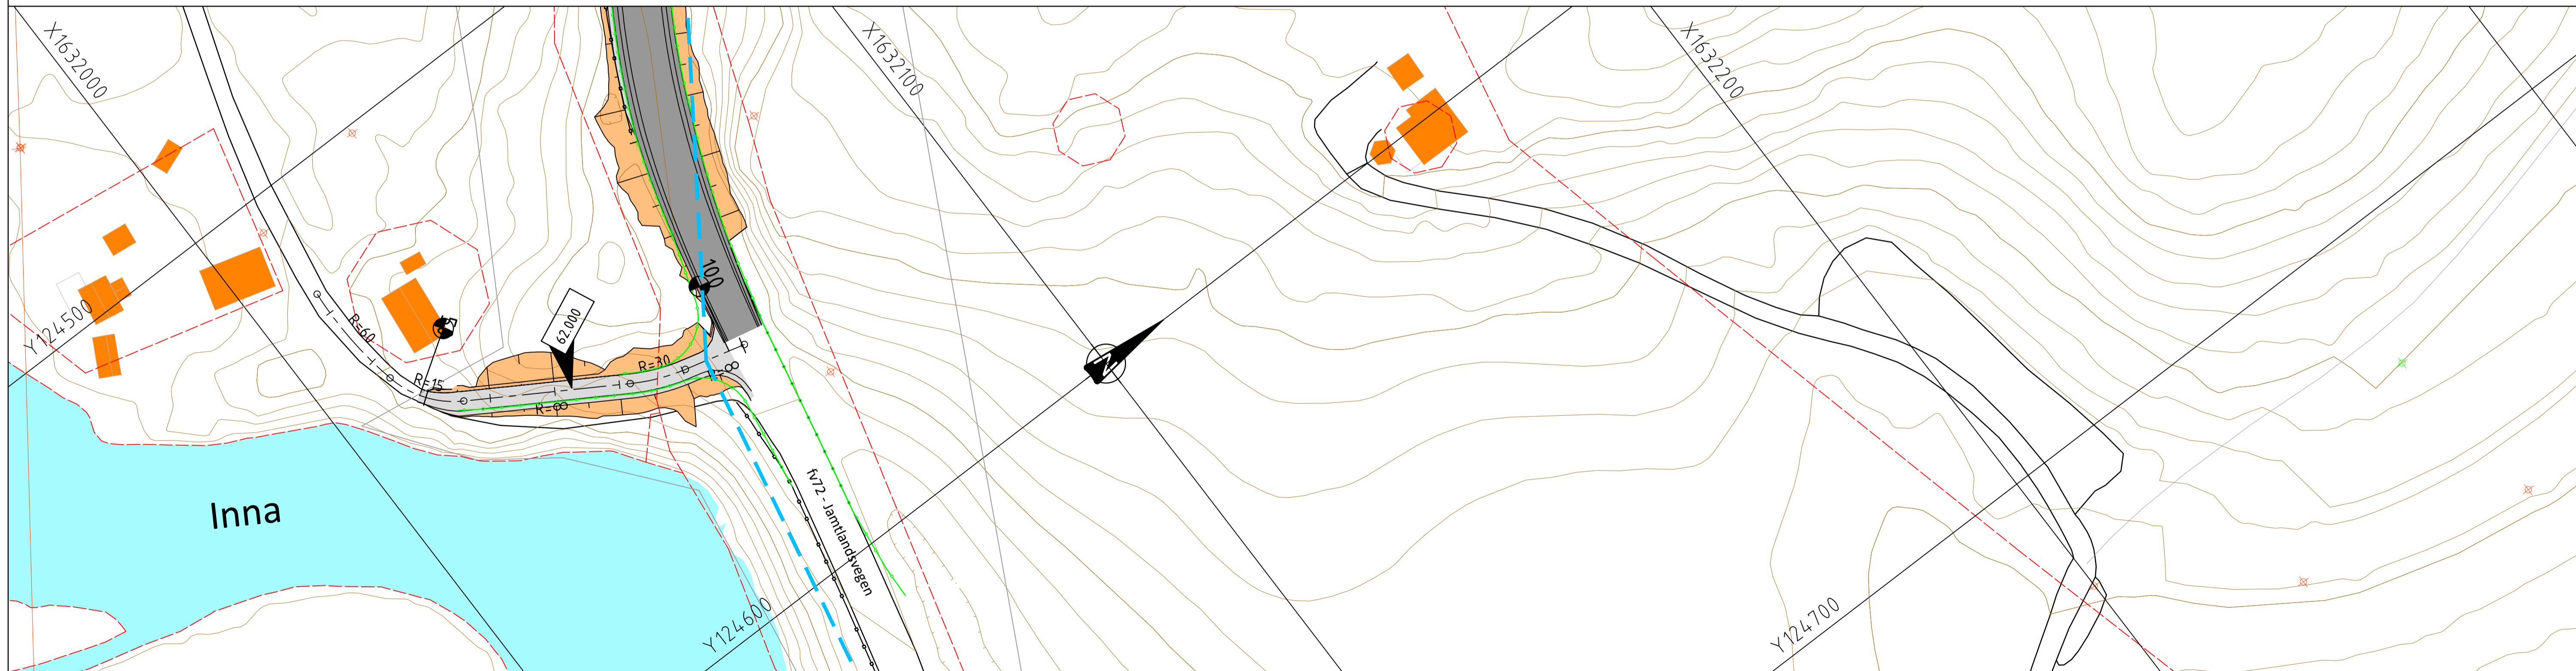 X1632000
X1632100
X1632200
100
62.000
Y124500
R=60
R=15
R=30
R=∞
Inna
fv72 - Jamtlandsvegen
N
Y124600
Y124700